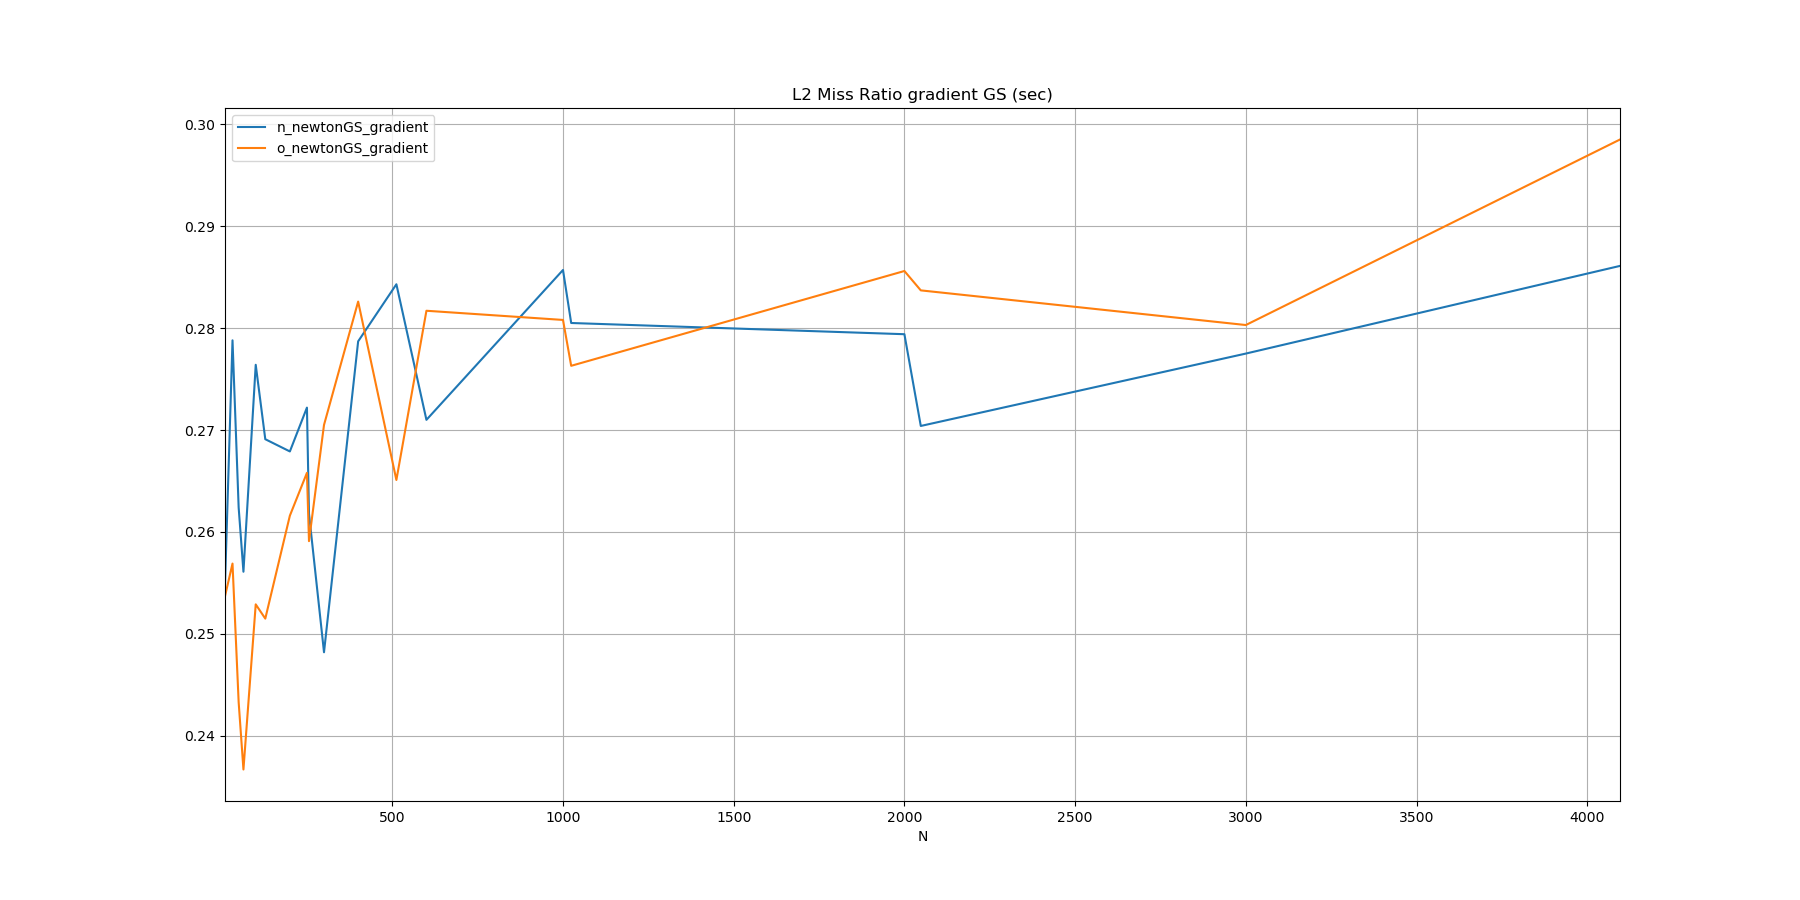 L2 Miss Ratio gradient GS (sec)
n_newtonGS_gradient
o_newtonGS_gradient
0.30
0.29
0.28
0.27
0.26
0.25
0.24
500 1000 1500 2000 2500 3000 3500 4000
N